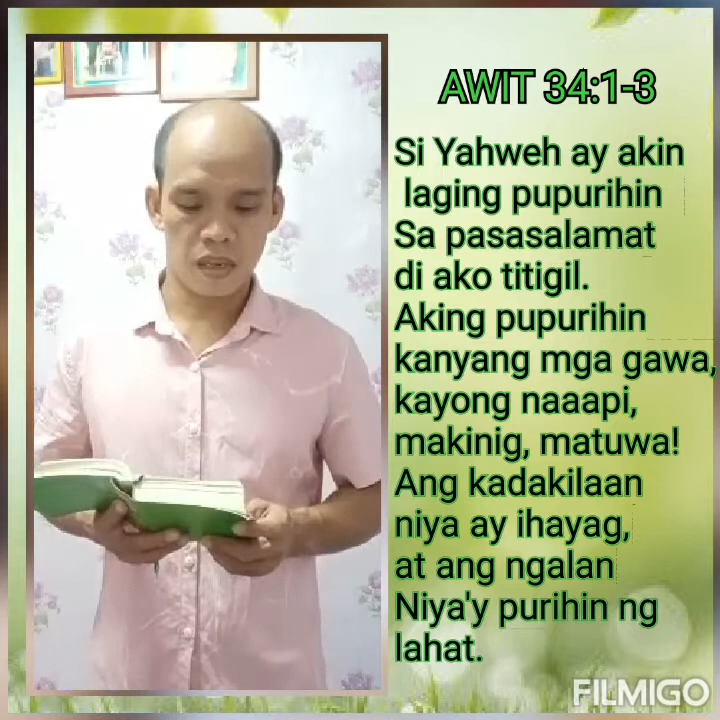 AWIT 34:1-3
Si Yahweh ay akin
laging pupurihin
Sa pasasalamat
di ako titigil.
Aking pupurihin
kanyang mga gawa,
kayong naaapi,
makinig, matuwa!
Ang kadakilaan
niya ay ihayag,
at ang ngalan
Niya'y purihin ng
lahat.
FILMIGO